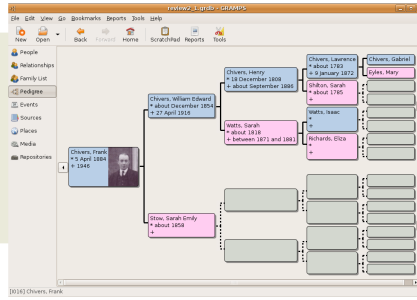 review2_1.grdb - GRAMPS
File Edit View Go Bookmarks Reports Tools Help
New Open Back Forward Home ScratchPad Reports Tools
People
Relationships
Family List
Pedigree
Events
Sources
Places
Media
Repositories
Chivers, Frank
* 5 April 1884
+ 1946
Chivers, William Edward
* about December 1854
+ 27 April 1916
Stow, Sarah Emily
* about 1859
+
Chivers, Henry
* 18 December 1808
+ about September 1886
Watts, Sarah
* about 1818
+ between 1871 and 1881
Chivers, Lawrence
* about 1783
+ 9 January 1872
Shilton, Sarah
* about 1785
+
Watts, Isaac
*
+
Richards, Eliza
*
+
Chivers, Gabriel
Eyles, Mary
[I016] Chivers, Frank